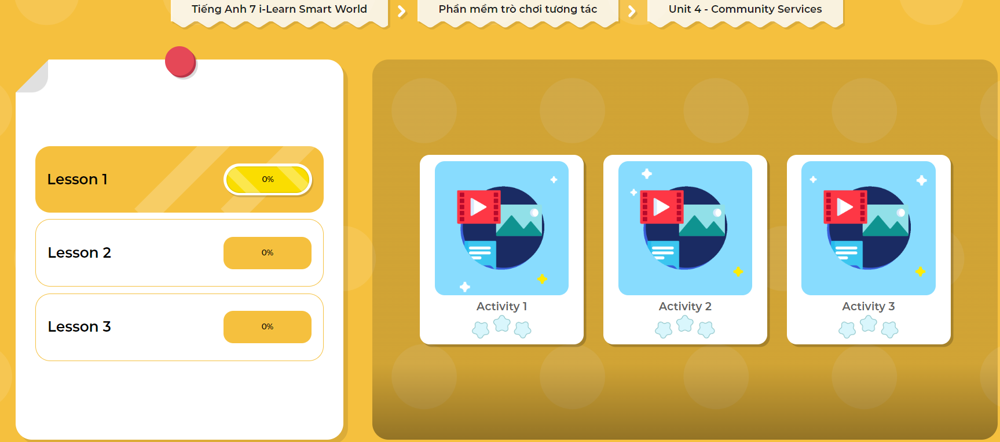 Tiếng Anh 7 i-Learn Smart World
Phần mềm trò chơi tương tác
Unit 4 - Community Services
Lesson 1
0%
Lesson 2
0%
Lesson 3
0%
Activity 1
Activity 2
Activity 3